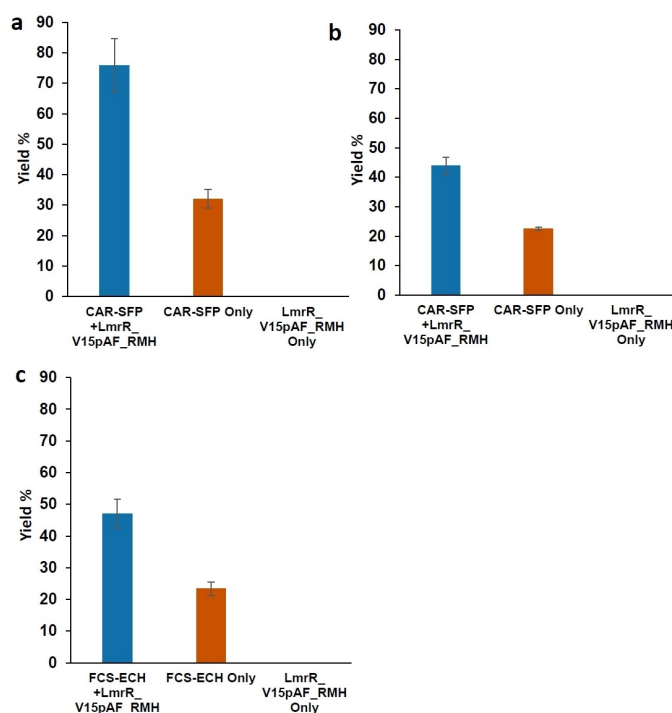 a
90
80
70
60
50
40
30
20
10
0
Yield %
CAR-SFP
+LmrR_
V15pAF_RMH
CAR-SFP Only
LmrR_
V15pAF_RMH
Only
b
90
80
70
60
50
40
30
20
10
0
Yield %
CAR-SFP
+LmrR_
V15pAF_RMH
CAR-SFP Only
LmrR_
V15pAF_RMH
Only
c
90
80
70
60
50
40
30
20
10
0
Yield %
FCS-ECH
+LmrR_
V15pAF_RMH
FCS-ECH Only
LmrR_
V15pAF_RMH
Only